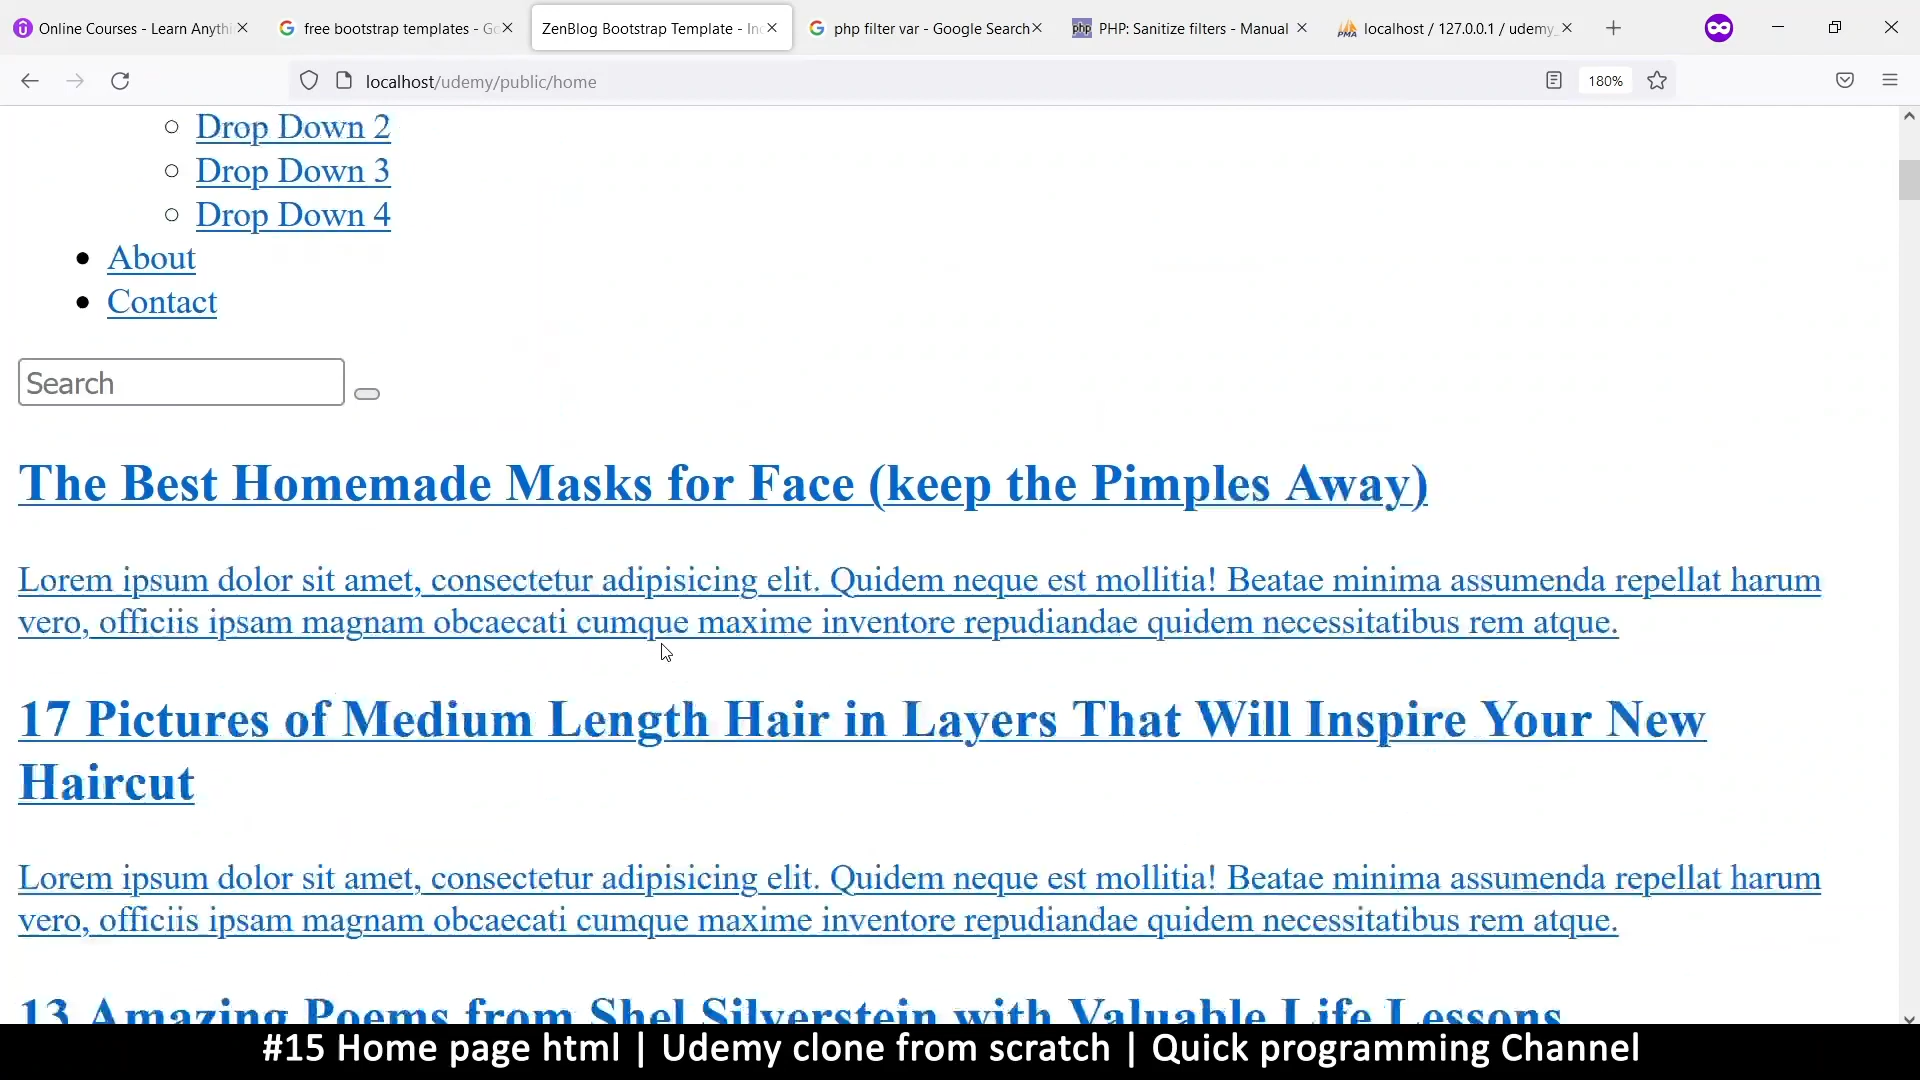 Online Courses - Learn Anythi
free bootstrap templates - Go
ZenBlog Bootstrap Template - Inc
php filter var - Google Search
php
PHP: Sanitize filters - Manual
PMA
localhost / 127.0.0.1 / udemy_
localhost/udemy/public/home
180%
Drop Down 2
Drop Down 3
Drop Down 4
About
Contact
Search
The Best Homemade Masks for Face (keep the Pimples Away)
Lorem ipsum dolor sit amet, consectetur adipisicing elit. Quidem neque est mollitia! Beatae minima assumenda repellat harum
vero, officiis ipsam magnam obcaecati cumque maxime inventore repudiandae quidem necessitatibus rem atque.
17 Pictures of Medium Length Hair in Layers That Will Inspire Your New
Haircut
Lorem ipsum dolor sit amet, consectetur adipisicing elit. Quidem neque est mollitia! Beatae minima assumenda repellat harum
vero, officiis ipsam magnam obcaecati cumque maxime inventore repudiandae quidem necessitatibus rem atque.
13 Amazing Poems from Shel Silverstein with Valuable Life Lessons
#15 Home page html | Udemy clone from scratch | Quick programming Channel